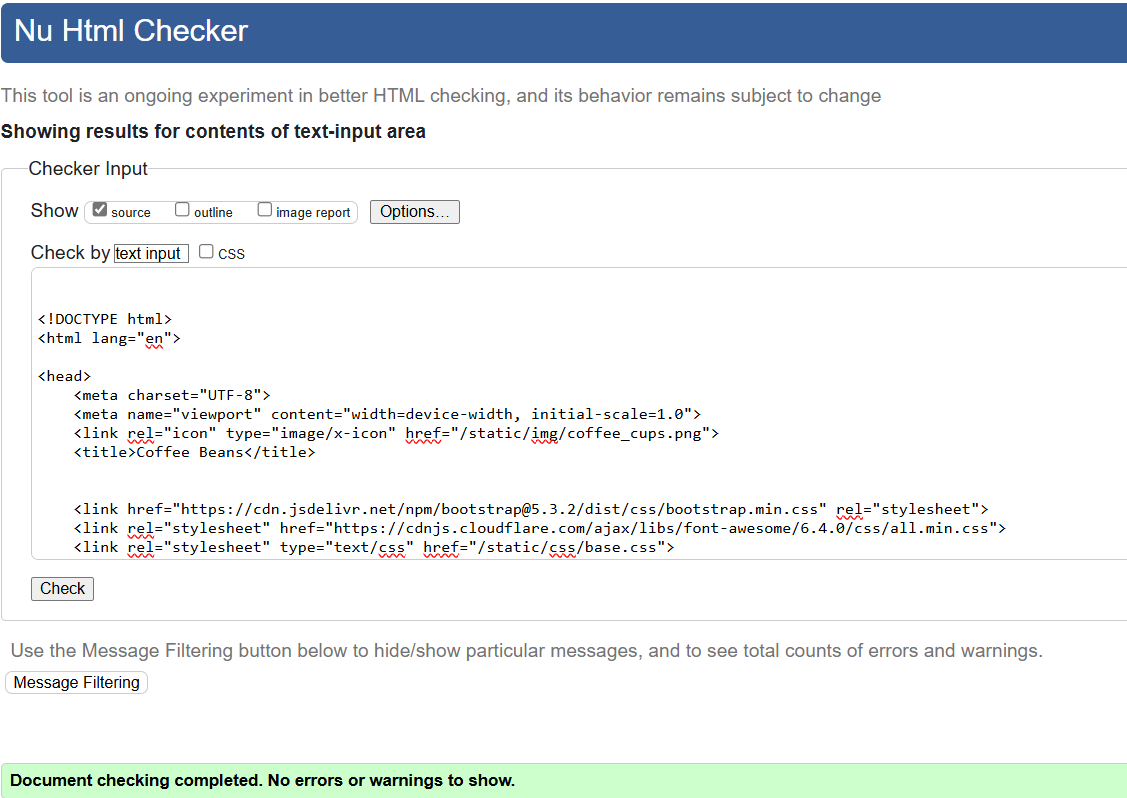 Nu Html Checker
This tool is an ongoing experiment in better HTML checking, and its behavior remains subject to change
Showing results for contents of text-input area
Checker Input
Show source outline image report Options...
Check by text input CSS
<!DOCTYPE html>
<html lang="en">
<head>
<meta charset="UTF-8">
<meta name="viewport" content="width=device-width, initial-scale=1.0">
<link rel="icon" type="image/x-icon" href="/static/img/coffee_cups.png">
<title>Coffee Beans</title>
<link href="https://cdn.jsdelivr.net/npm/bootstrap@5.3.2/dist/css/bootstrap.min.css" rel="stylesheet">
<link rel="stylesheet" href="https://cdnjs.cloudflare.com/ajax/libs/font-awesome/6.4.0/css/all.min.css">
<link rel="stylesheet" type="text/css" href="/static/css/base.css">
Check
Use the Message Filtering button below to hide/show particular messages, and to see total counts of errors and warnings.
Message Filtering
Document checking completed. No errors or warnings to show.